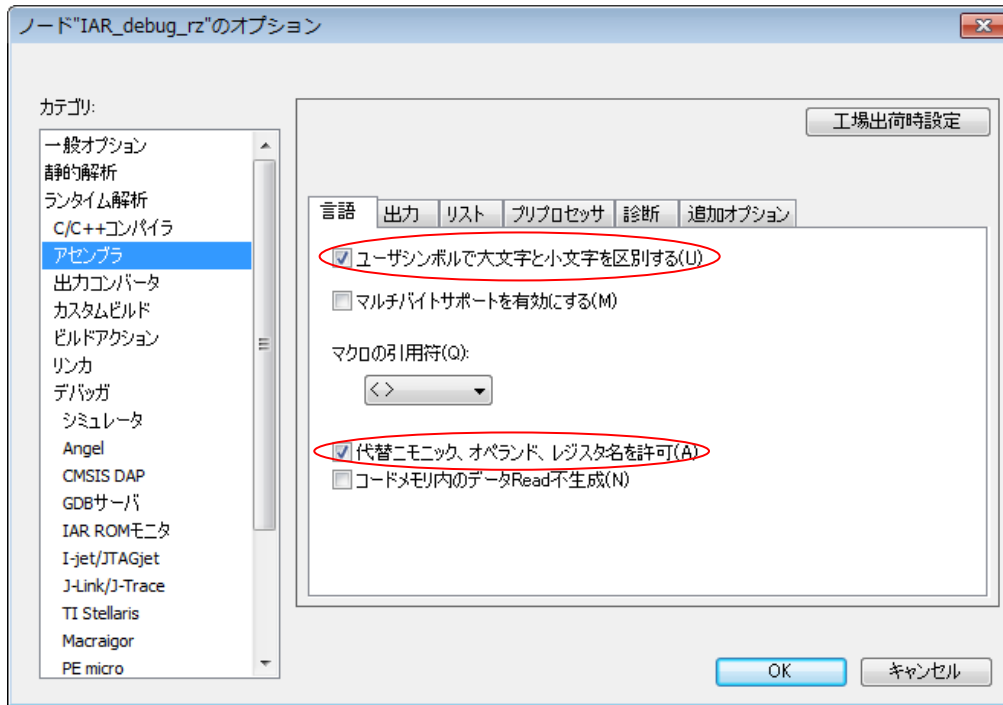 ノード"IAR_debug_rz"のオプション
カテゴリ:
一般オプション
静的解析
ランタイム解析
C/C++コンパイラ
アセンブラ
出力コンバータ
カスタムビルド
ビルドアクション
リンカ
デバッガ
シミュレータ
Angel
CMSIS DAP
GDBサーバ
IAR ROMモニタ
I-jet/JTAGjet
J-Link/J-Trace
TI Stellaris
Macraigor
PE micro
工場出荷時設定
言語 出力 リスト プリプロセッサ 診断 追加オプション
ユーザシンボルで大文字と小文字を区別する(U)
マルチバイトサポートを有効にする(M)
マクロの引用符(Q):
<>
代替ニモニック、オペランド、レジスタ名を許可(A)
コードメモリ内のデータRead不生成(N)
OK キャンセル